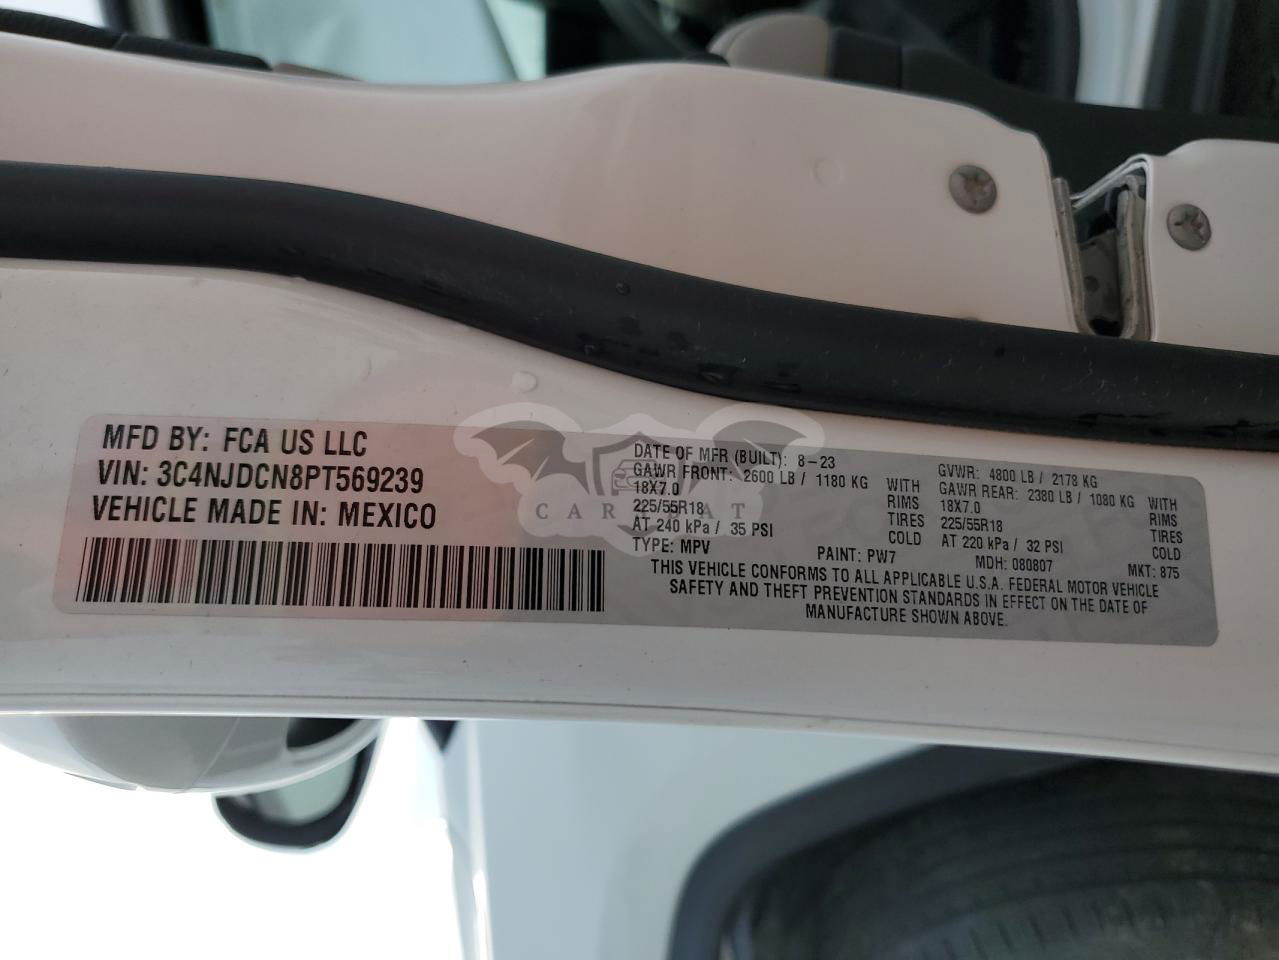 MFD BY: FCA US LLC
VIN: 3C4NJDCN8PT569239
VEHICLE MADE IN: MEXICO
DATE OF MFR (BUILT): 8-23
GAWR FRONT: 2600 LB / 1180 KG WITH
18X7.0 RIMS
225/55R18 TIRES
AT 240 kPa / 35 PSI COLD
TYPE: MPV PAINT: PW7
GVWR: 4800 LB / 2178 KG
GAWR REAR: 2380 LB / 1080 KG WITH
18X7.0 RIMS
225/55R18 TIRES
AT 220 kPa / 32 PSI COLD
MDH: 080807 MKT: 875
THIS VEHICLE CONFORMS TO ALL APPLICABLE U.S.A. FEDERAL MOTOR VEHICLE
SAFETY AND THEFT PREVENTION STANDARDS IN EFFECT ON THE DATE OF
MANUFACTURE SHOWN ABOVE.